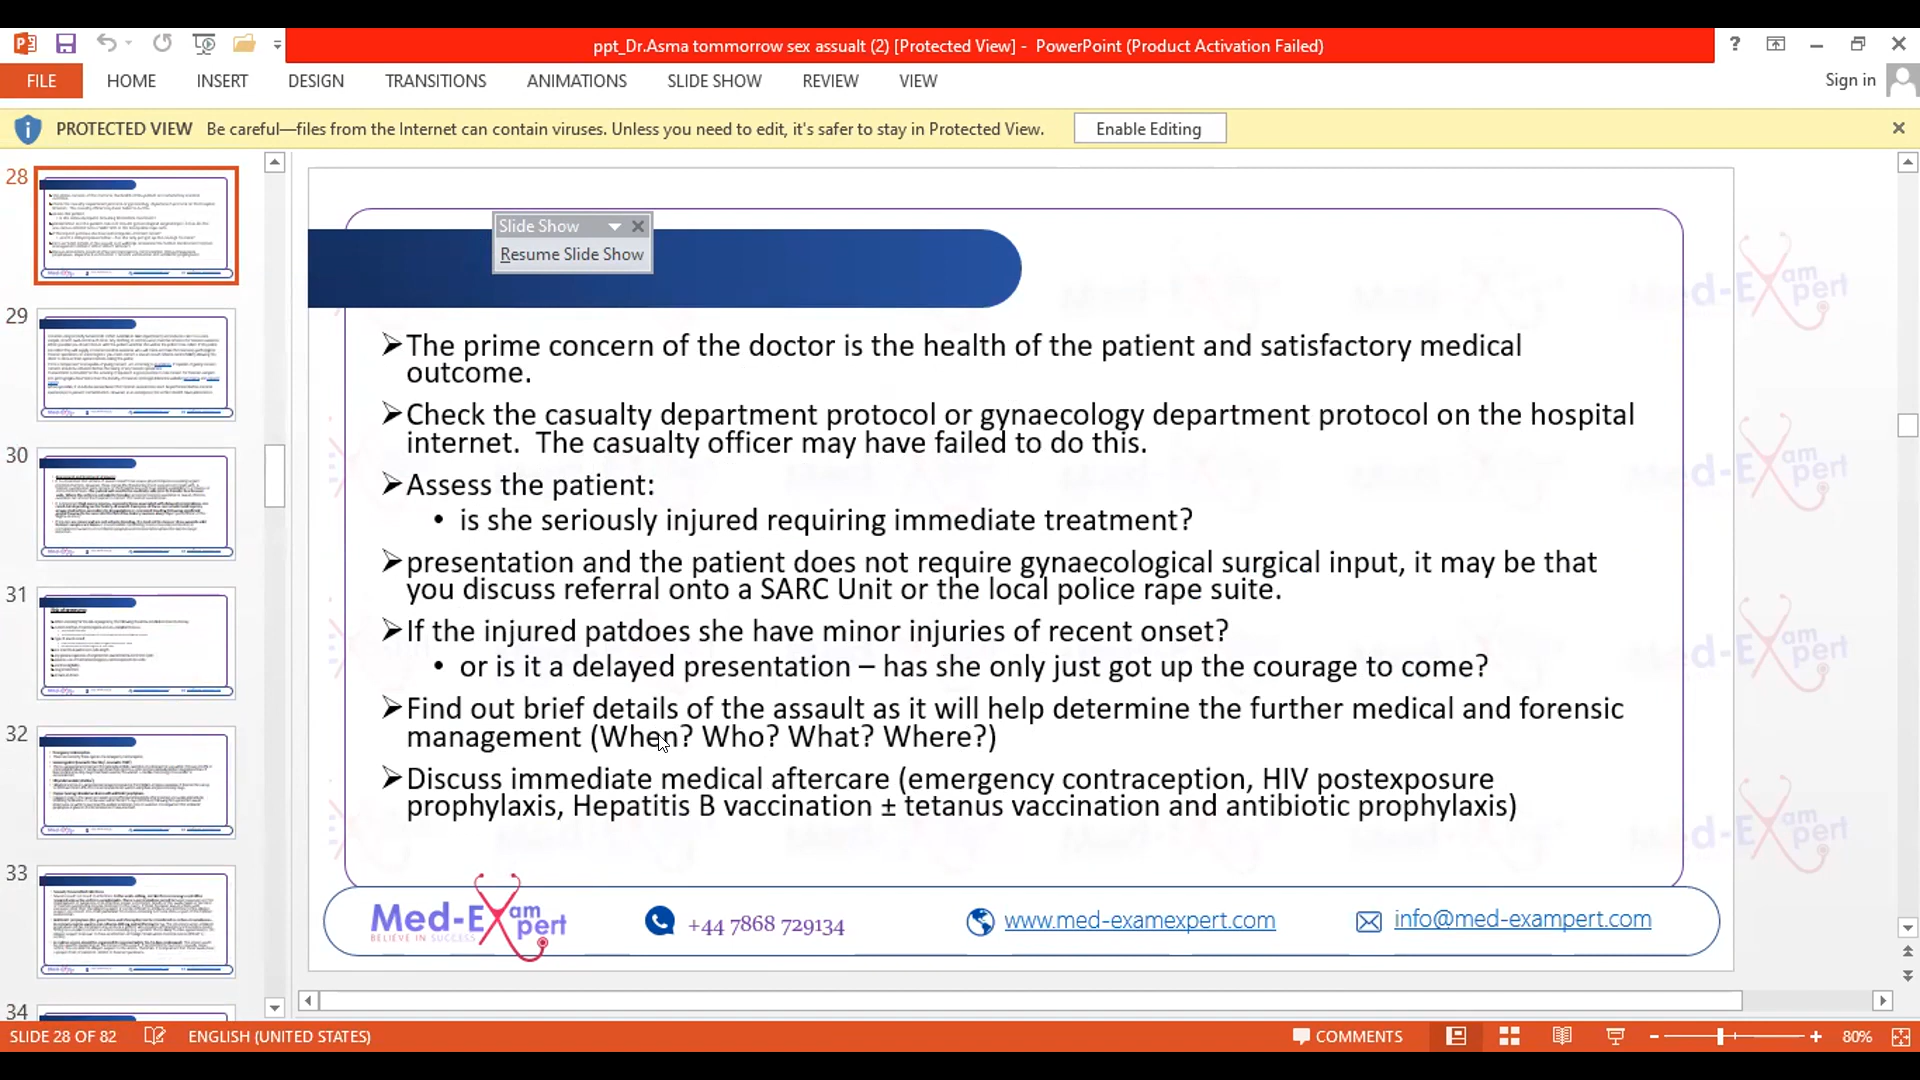 ppt_Dr.Asma tommorrow sex assualt (2) [Protected View] - PowerPoint (Product Activation Failed)
FILE HOME INSERT DESIGN TRANSITIONS ANIMATIONS SLIDE SHOW REVIEW VIEW Sign in
PROTECTED VIEW Be careful—files from the Internet can contain viruses. Unless you need to edit, it's safer to stay in Protected View. Enable Editing
28
29
30
31
32
33
34
Slide Show
Resume Slide Show
The prime concern of the doctor is the health of the patient and satisfactory medical
outcome.
Check the casualty department protocol or gynaecology department protocol on the hospital
internet. The casualty officer may have failed to do this.
Assess the patient:
• is she seriously injured requiring immediate treatment?
presentation and the patient does not require gynaecological surgical input, it may be that
you discuss referral onto a SARC Unit or the local police rape suite.
If the injured patdoes she have minor injuries of recent onset?
• or is it a delayed presentation – has she only just got up the courage to come?
Find out brief details of the assault as it will help determine the further medical and forensic
management (When? Who? What? Where?)
Discuss immediate medical aftercare (emergency contraception, HIV postexposure
prophylaxis, Hepatitis B vaccination ± tetanus vaccination and antibiotic prophylaxis)
Med-Exam Expert
BELIEVE IN SUCCESS
+44 7868 729134
www.med-examexpert.com
info@med-exampert.com
SLIDE 28 OF 82 ENGLISH (UNITED STATES) COMMENTS 80%